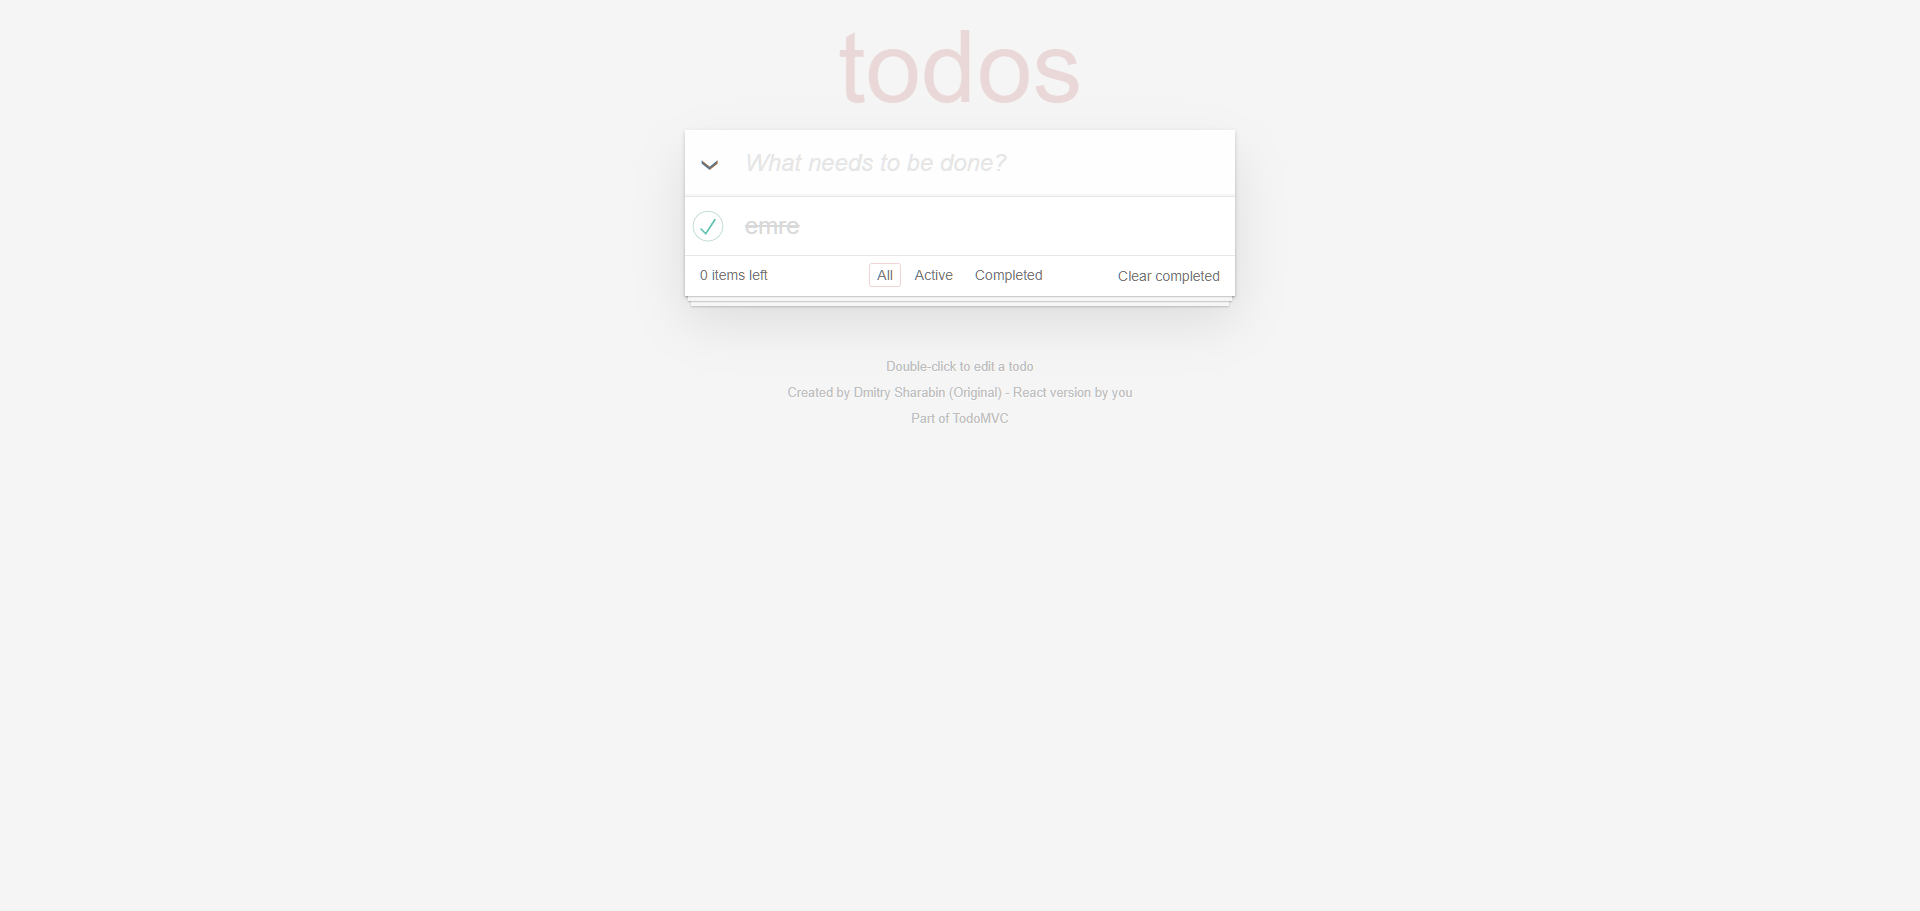 todos
What needs to be done?
emre
0 items left All Active Completed Clear completed
Double-click to edit a todo
Created by Dmitry Sharabin (Original) - React version by you
Part of TodoMVC